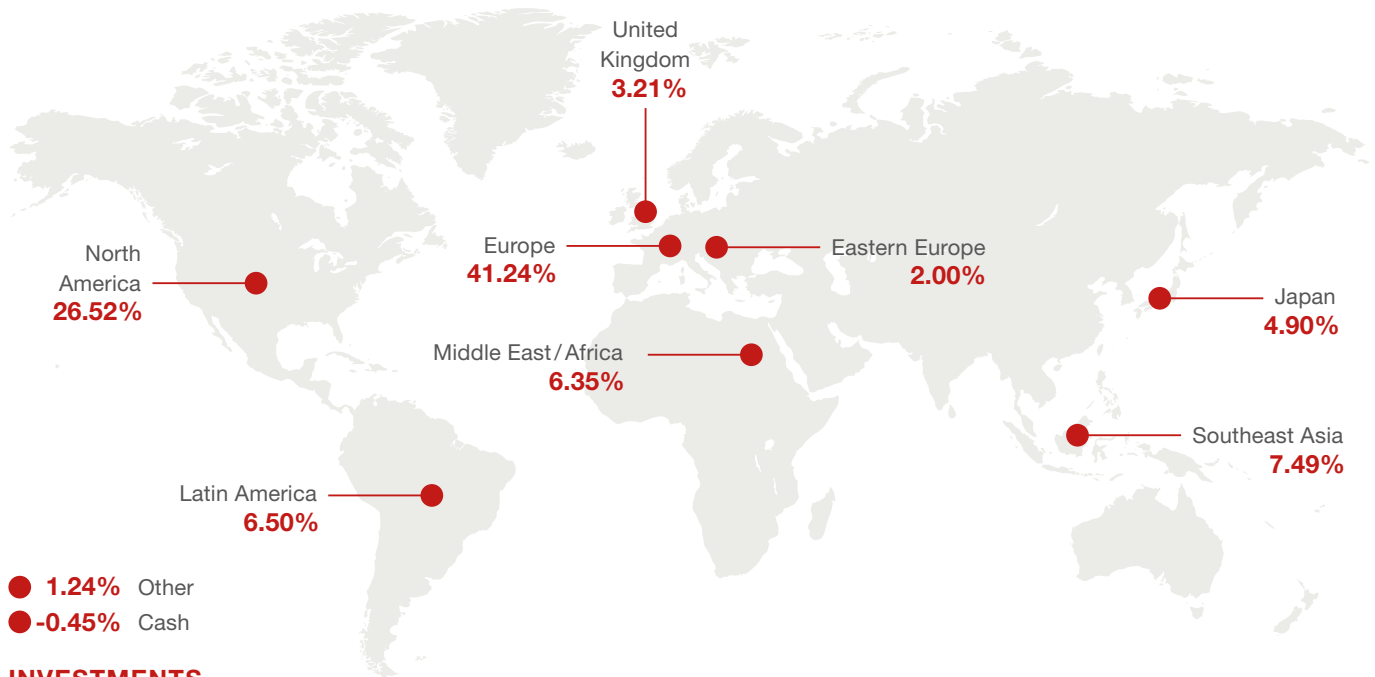 United
Kingdom
3.21%
North
America
26.52%
Europe
41.24%
Eastern Europe
2.00%
Japan
4.90%
Middle East/Africa
6.35%
Southeast Asia
7.49%
Latin America
6.50%
1.24% Other
-0.45% Cash
INVESTMENTS